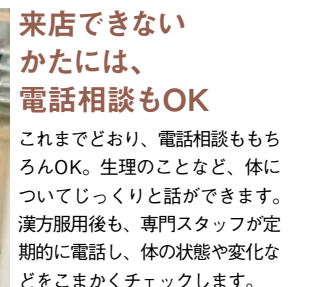 来店できない
かたには、
電話相談もOK
これまでどおり、電話相談ももち
ろんOK。生理のことなど、体に
ついてじっくりと話ができます。
漢方服用後も、専門スタッフが定
期的に電話し、体の状態や変化な
どをこまかくチェックします。